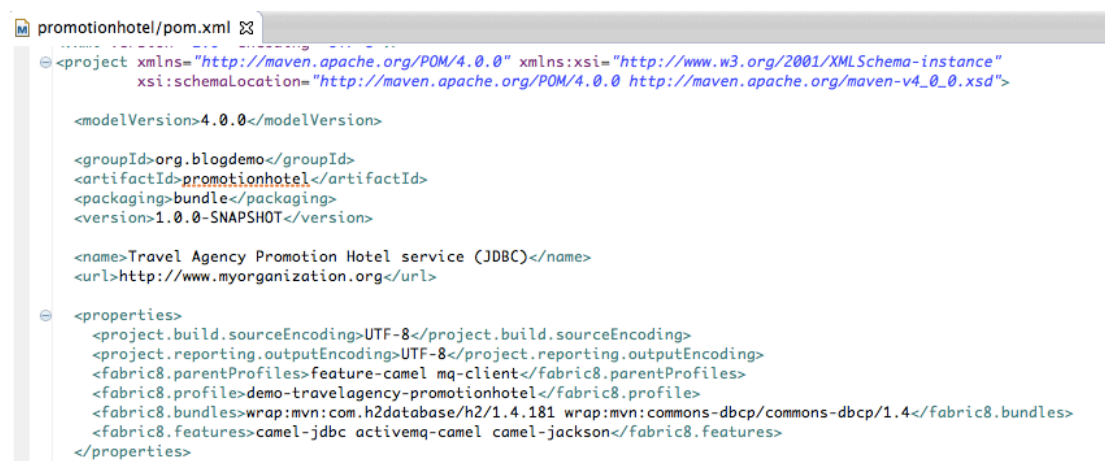 promotionhotel/pom.xml
<project xmlns="http://maven.apache.org/POM/4.0.0" xmlns:xsi="http://www.w3.org/2001/XMLSchema-instance"
xsi:schemaLocation="http://maven.apache.org/POM/4.0.0 http://maven.apache.org/maven-v4_0_0.xsd">
<modelVersion>4.0.0</modelVersion>
<groupId>org.blogdemo</groupId>
<artifactId>promotionhotel</artifactId>
<packaging>bundle</packaging>
<version>1.0.0-SNAPSHOT</version>
<name>Travel Agency Promotion Hotel service (JDBC)</name>
<url>http://www.myorganization.org</url>
<properties>
<project.build.sourceEncoding>UTF-8</project.build.sourceEncoding>
<project.reporting.outputEncoding>UTF-8</project.reporting.outputEncoding>
<fabric8.parentProfiles>feature-camel mq-client</fabric8.parentProfiles>
<fabric8.profile>demo-travelagency-promotionhotel</fabric8.profile>
<fabric8.bundles>wrap:mvn:com.h2database/h2/1.4.181 wrap:mvn:commons-dbcp/commons-dbcp/1.4</fabric8.bundles>
<fabric8.features>camel-jdbc activemq-camel camel-jackson</fabric8.features>
</properties>